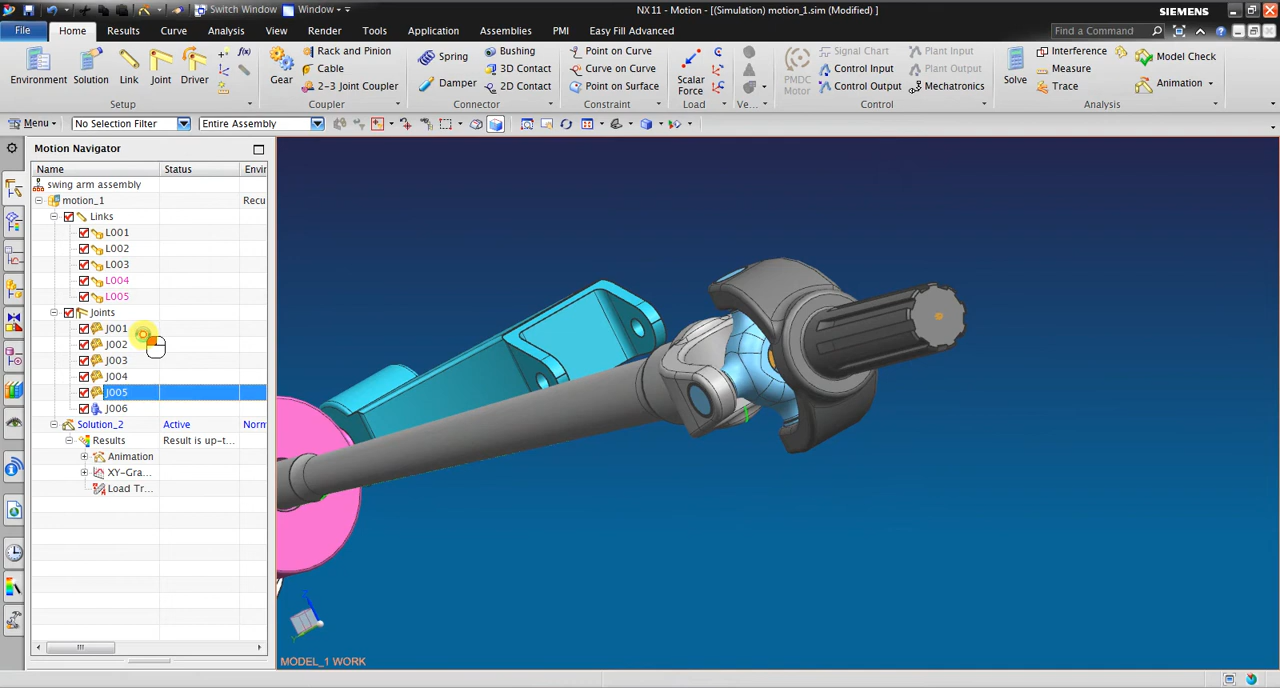 Switch Window
Window
NX 11 - Motion - [(Simulation) motion_1.sim (Modified) ]
SIEMENS
File
Home
Results
Curve
Analysis
View
Render
Tools
Application
Assemblies
PMI
Easy Fill Advanced
Find a Command
Environment
Solution
Link
Joint
Driver
f(x)
Setup
Gear
Rack and Pinion
Cable
2-3 Joint Coupler
Coupler
Spring
Damper
Bushing
3D Contact
2D Contact
Connector
Point on Curve
Curve on Curve
Point on Surface
Constraint
Scalar
Force
Load
Ve...
PMDC
Motor
Signal Chart
Control Input
Control Output
Plant Input
Plant Output
Mechatronics
Control
Solve
Interference
Measure
Trace
Model Check
Animation
Analysis
Menu
No Selection Filter
Entire Assembly
Motion Navigator
Name
Status
Envir
swing arm assembly
motion_1
Recu
Links
L001
L002
L003
L004
L005
Joints
J001
J002
J003
J004
J005
J006
Solution_2
Active
Norm
Results
Result is up-t...
Animation
XY-Gra...
Load Tr...
MODEL_1 WORK